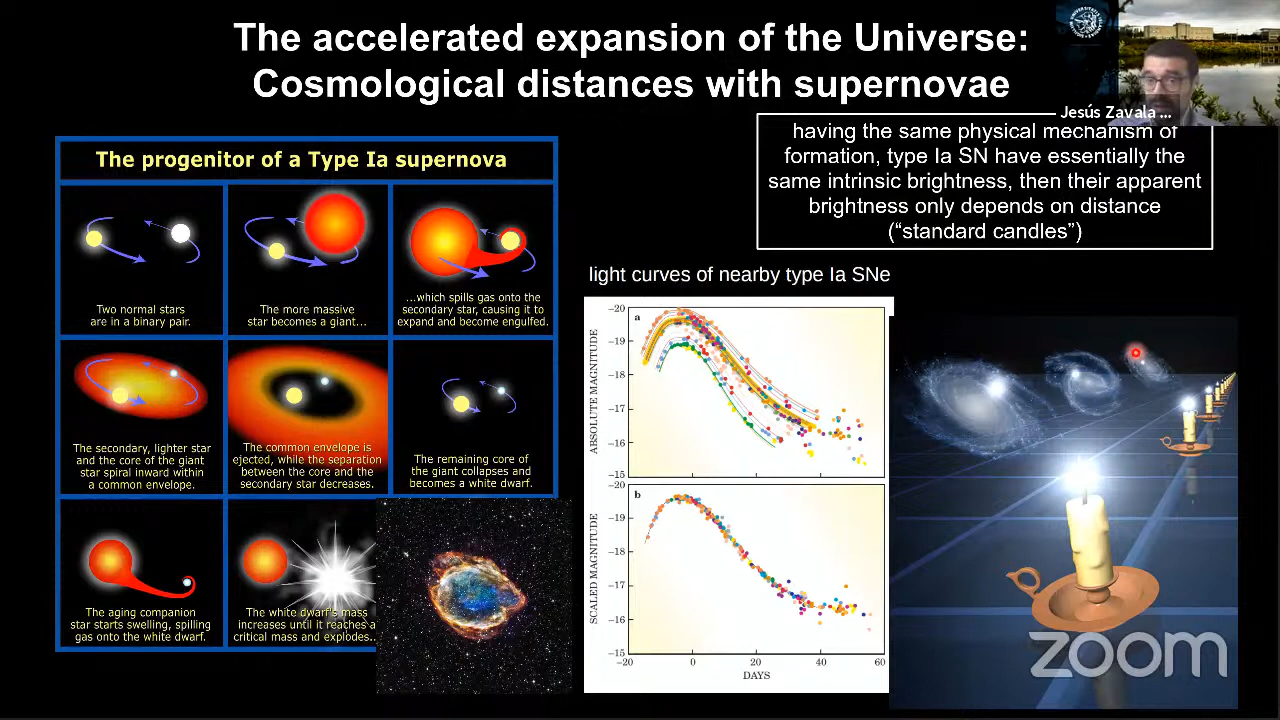 The accelerated expansion of the Universe:
Cosmological distances with supernovae
Jesús Zavala ...
having the same physical mechanism of
formation, type Ia SN have essentially the
same intrinsic brightness, then their apparent
brightness only depends on distance
(“standard candles”)
The progenitor of a Type Ia supernova
Two normal stars
are in a binary pair.
The more massive
star becomes a giant...
...which spills gas onto the
secondary star, causing it to
expand and become engulfed.
The secondary, lighter star
and the core of the giant
star spiral inward within
a common envelope.
The common envelope is
ejected, while the separation
between the core and the
secondary star decreases.
The remaining core of
the giant collapses and
becomes a white dwarf.
The aging companion
star starts swelling, spilling
gas onto the white dwarf.
The white dwarf's mass
increases until it reaches a
critical mass and explodes..
light curves of nearby type Ia SNe
a
ABSOLUTE MAGNITUDE
−20
−19
−18
−17
−16
−15
b
SCALED MAGNITUDE
−20
−19
−18
−17
−16
−15
−20
0
20
40
60
DAYS
zoom